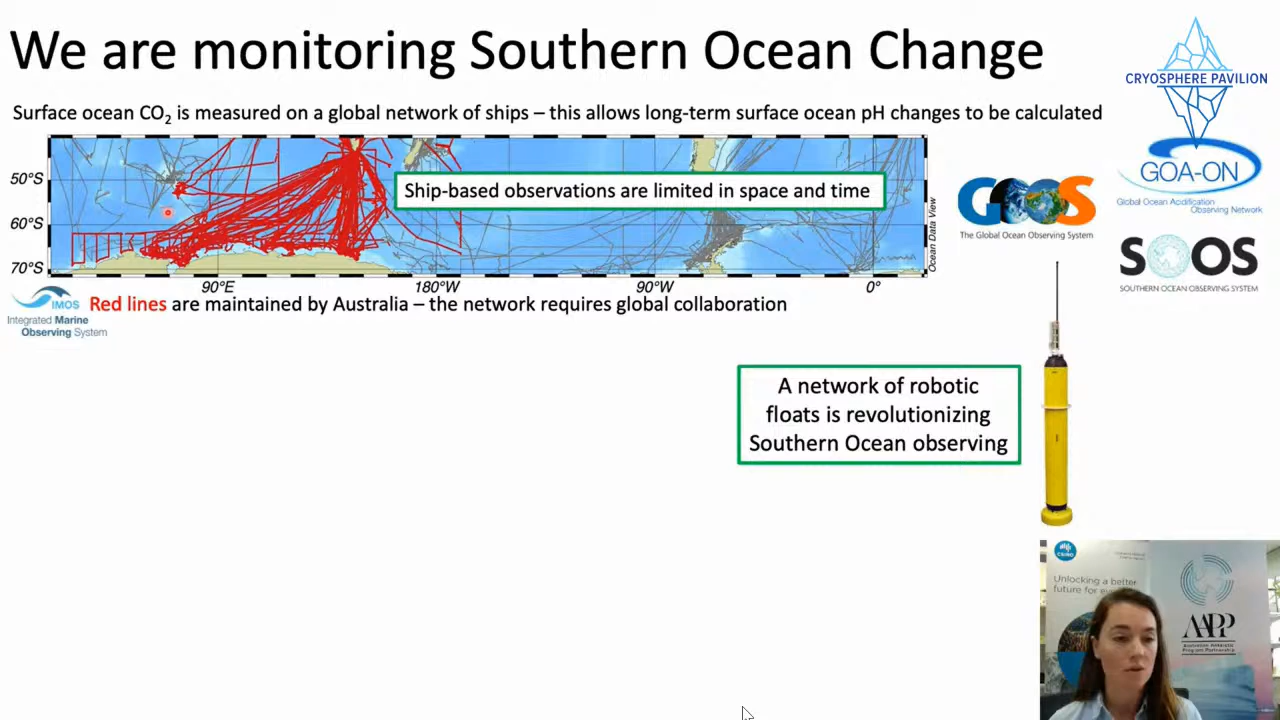 We are monitoring Southern Ocean Change
CRYOSPHERE PAVILION
Surface ocean CO₂ is measured on a global network of ships – this allows long-term surface ocean pH changes to be calculated
50°S
60°S
70°S
Ship-based observations are limited in space and time
Ocean Data View
90°E
180°W
90°W
0°
GOOS
The Global Ocean Observing System
GOA-ON
Global Ocean Acidification
Observing Network
SOOS
SOUTHERN OCEAN OBSERVING SYSTEM
IMOS
Integrated Marine
Observing System
Red lines are maintained by Australia – the network requires global collaboration
A network of robotic
floats is revolutionizing
Southern Ocean observing
CSIRO
Unlocking a better
future for
AAPP
Australian Antarctic
Program Partnership